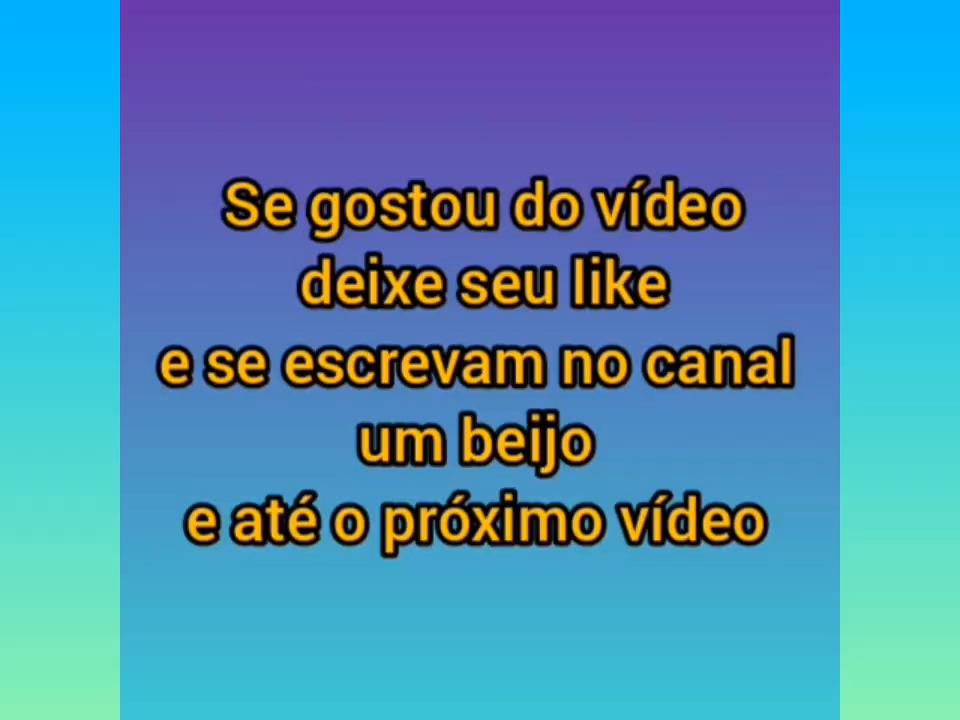 Se gostou do vídeo
deixe seu like
e se escrevam no canal
um beijo
e até o próximo vídeo